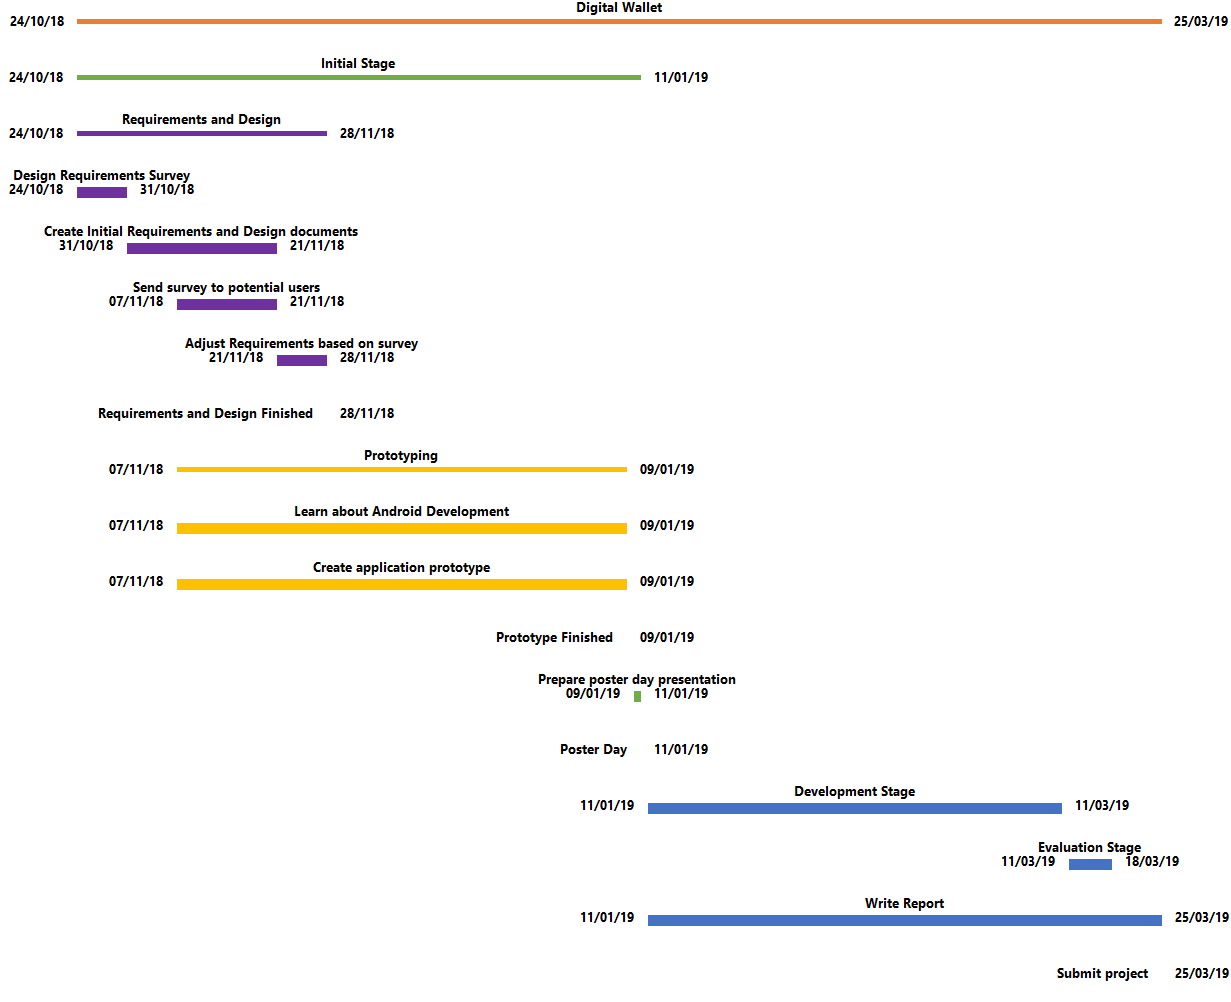 Digital Wallet
24/10/18 25/03/19
Initial Stage
24/10/18 11/01/19
Requirements and Design
24/10/18 28/11/18
Design Requirements Survey
24/10/18 31/10/18
Create Initial Requirements and Design documents
31/10/18 21/11/18
Send survey to potential users
07/11/18 21/11/18
Adjust Requirements based on survey
21/11/18 28/11/18
Requirements and Design Finished 28/11/18
Prototyping
07/11/18 09/01/19
Learn about Android Development
07/11/18 09/01/19
Create application prototype
07/11/18 09/01/19
Prototype Finished 09/01/19
Prepare poster day presentation
09/01/19 11/01/19
Poster Day 11/01/19
Development Stage
11/01/19 11/03/19
Evaluation Stage
11/03/19 18/03/19
Write Report
11/01/19 25/03/19
Submit project 25/03/19